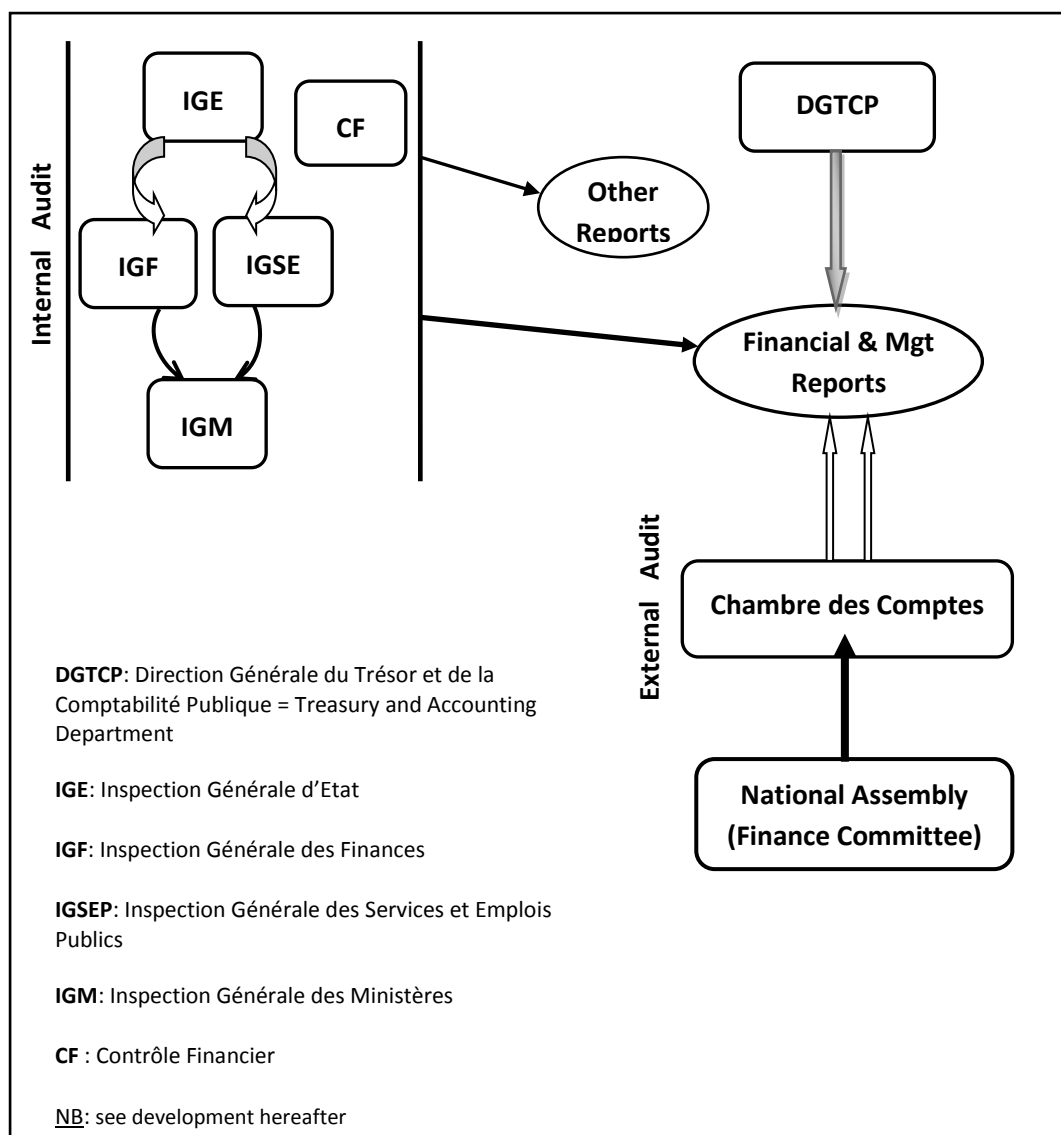 IGE
CF
DGTCP
Internal Audit
Other
Reports
IGF
IGSE
Financial & Mgt
Reports
IGM
External Audit
Chambre des Comptes
National Assembly
(Finance Committee)
DGTCP: Direction Générale du Trésor et de la
Comptabilité Publique = Treasury and Accounting
Department
IGE: Inspection Générale d’Etat
IGF: Inspection Générale des Finances
IGSEP: Inspection Générale des Services et Emplois
Publics
IGM: Inspection Générale des Ministères
CF : Contrôle Financier
NB: see development hereafter